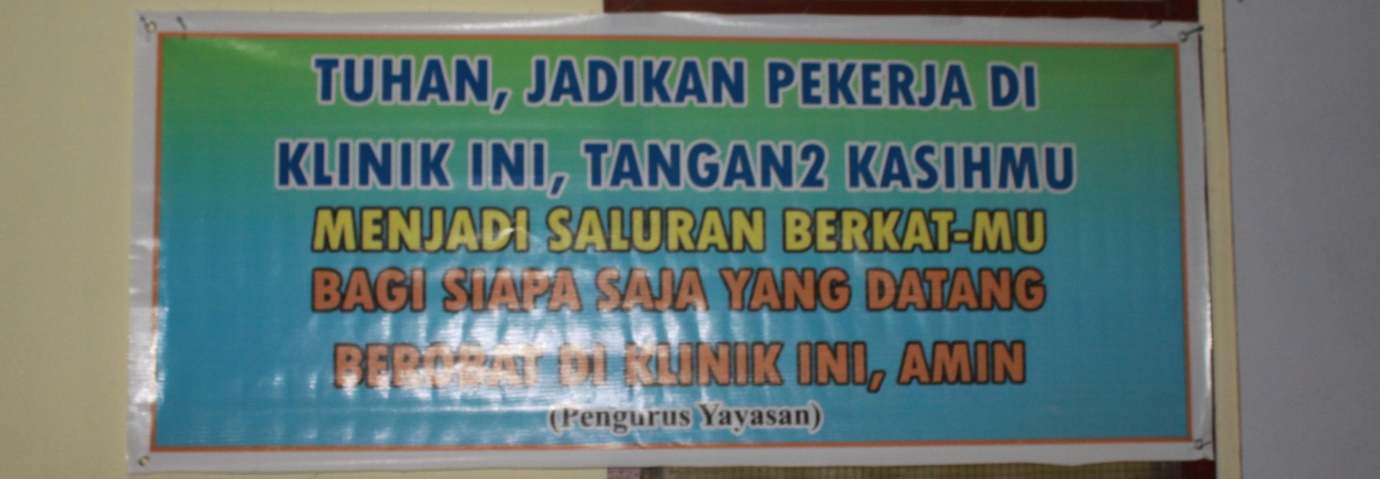 TUHAN, JADIKAN PEKERJA DI
KLINIK INI, TANGAN2 KASIHMU
MENJADI SALURAN BERKAT-MU
BAGI SIAPA SAJA YANG DATANG
BEROBAT DI KLINIK INI, AMIN
(Pengurus Yayasan)